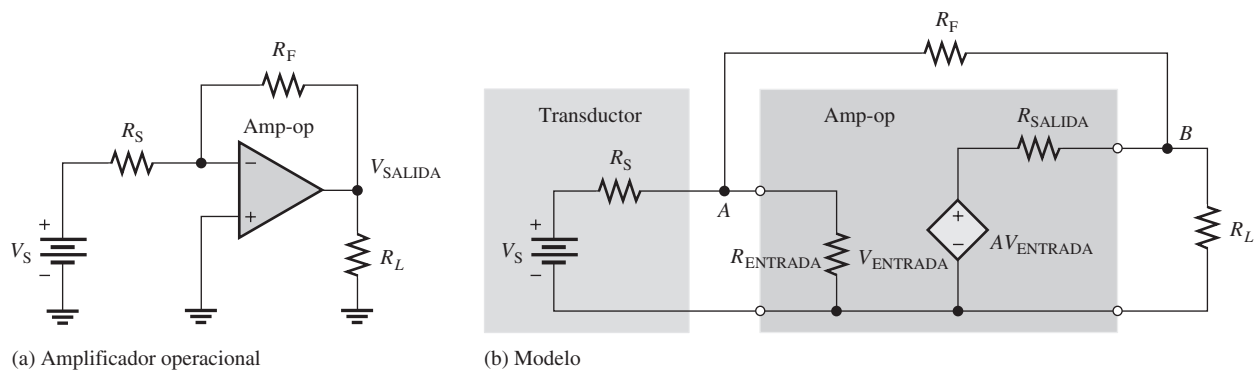 R_F
Amp-op
R_S
−
+
V_SALIDA
+
V_S
−
R_L
(a) Amplificador operacional
R_F
Transductor
Amp-op
R_SALIDA
B
R_S
A
+
V_S
−
R_ENTRADA
V_ENTRADA
+
−
AV_ENTRADA
R_L
(b) Modelo